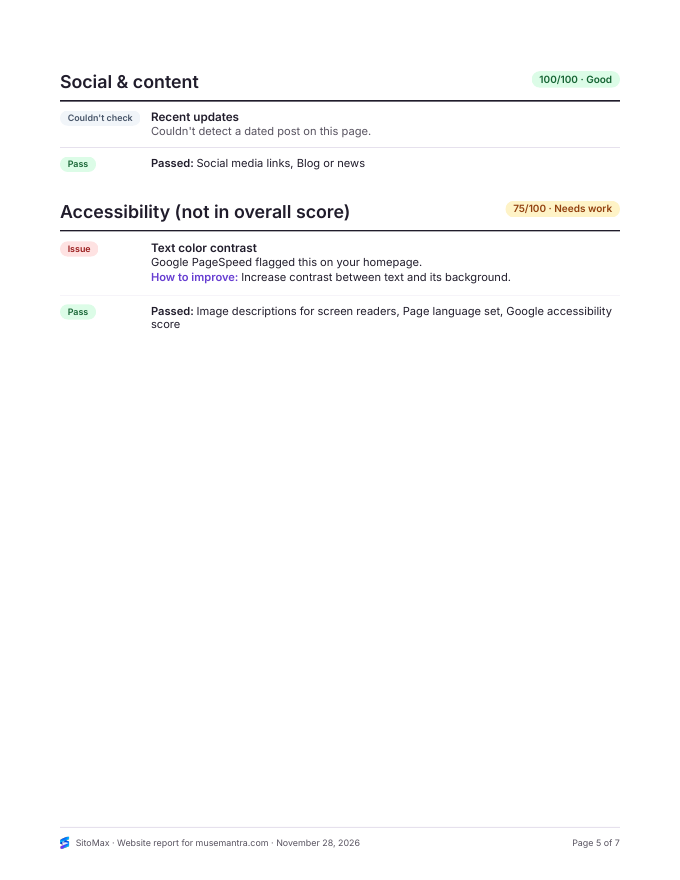 Social & content
100/100 · Good
Couldn't check
Recent updates
Couldn't detect a dated post on this page.
Pass
Passed: Social media links, Blog or news
Accessibility (not in overall score)
75/100 · Needs work
Issue
Text color contrast
Google PageSpeed flagged this on your homepage.
How to improve: Increase contrast between text and its background.
Pass
Passed: Image descriptions for screen readers, Page language set, Google accessibility
score
SitoMax · Website report for musemantra.com · November 28, 2026
Page 5 of 7